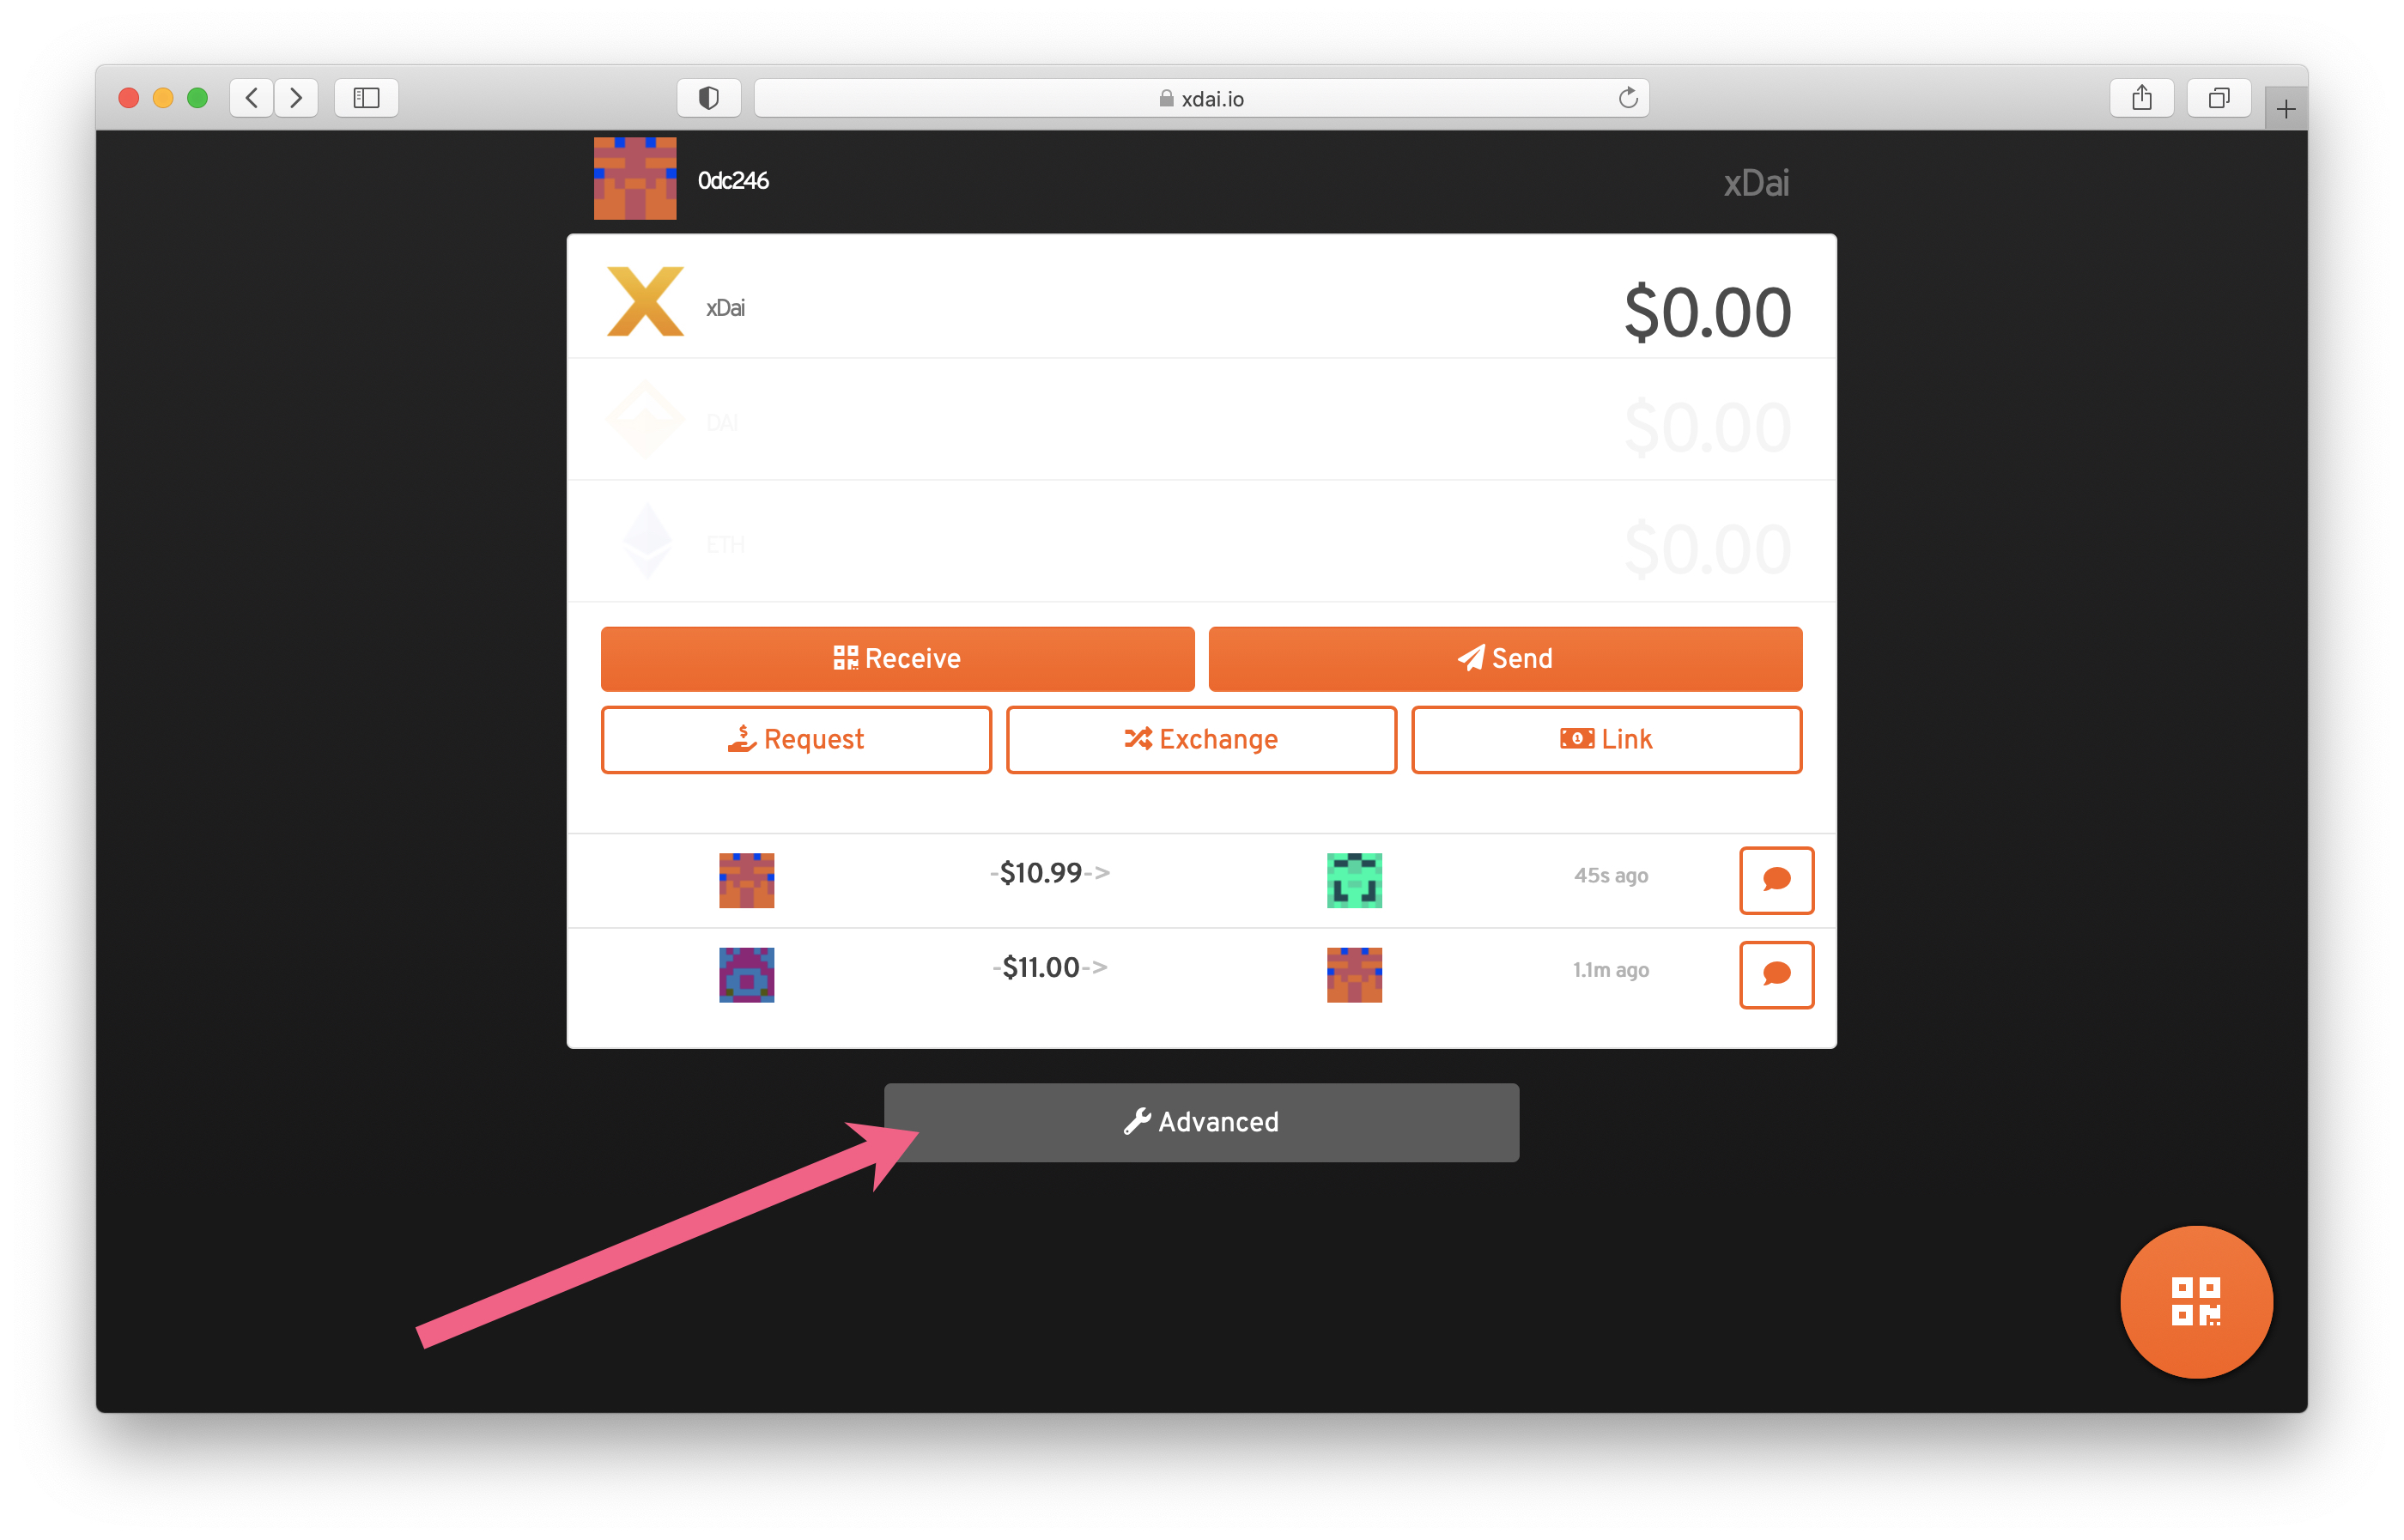 xdai.io
0dc246 xDai
xDai $0.00
DAI $0.00
ETH $0.00
Receive Send
Request Exchange Link
-$10.99-> 45s ago
-$11.00-> 1.1m ago
Advanced